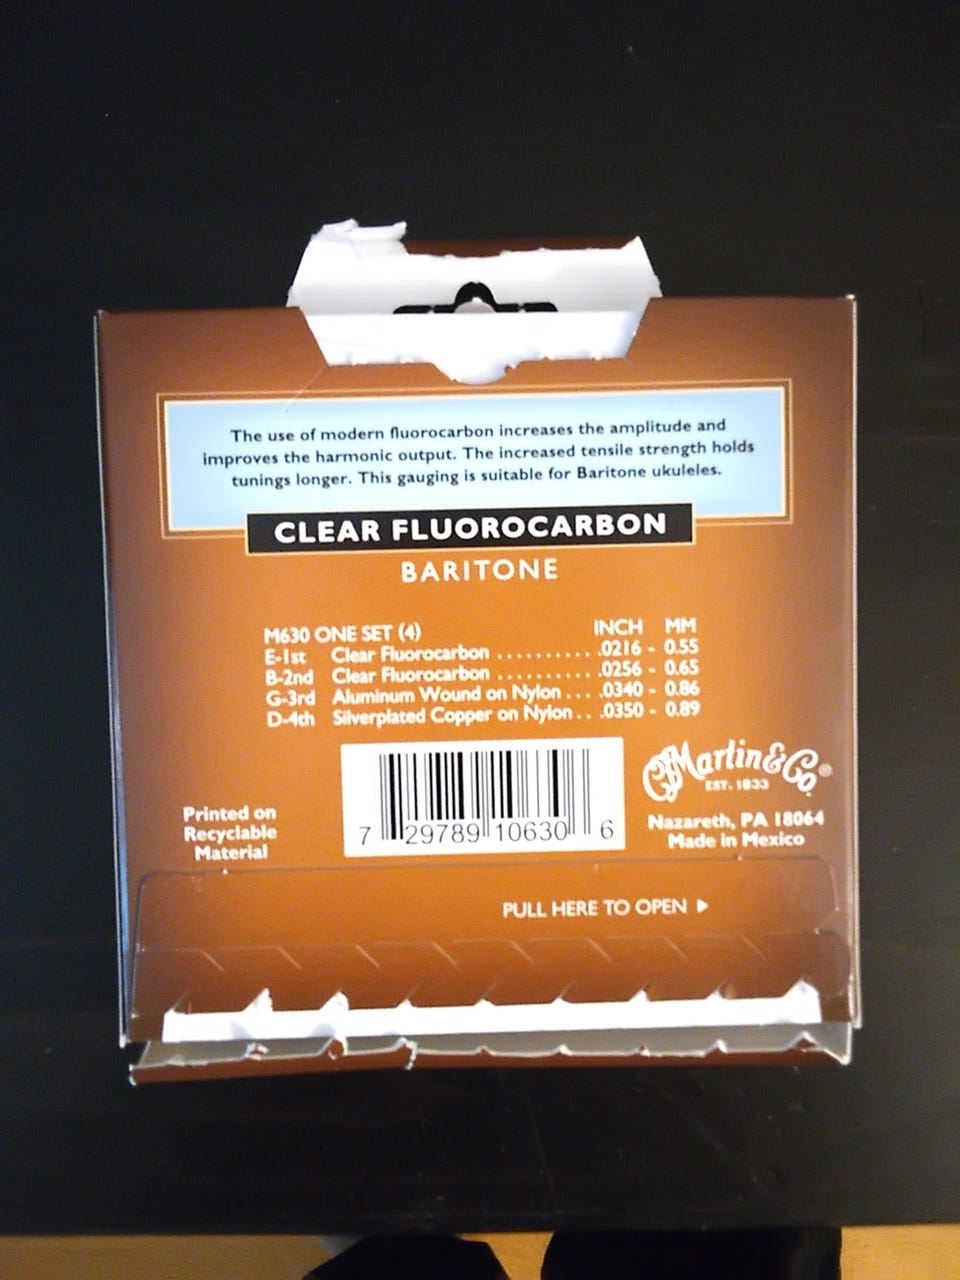 The use of modern fluorocarbon increases the amplitude and
improves the harmonic output. The increased tensile strength holds
tunings longer. This gauging is suitable for Baritone ukuleles.
CLEAR FLUOROCARBON
BARITONE
M630 ONE SET (4) INCH MM
E-1st Clear Fluorocarbon .......... .0216 - 0.55
B-2nd Clear Fluorocarbon .......... .0256 - 0.65
G-3rd Aluminum Wound on Nylon .... .0340 - 0.86
D-4th Silverplated Copper on Nylon .. .0350 - 0.89
7 29789 10630 6
CF Martin & Co.®
EST. 1833
Nazareth, PA 18064
Made in Mexico
Printed on
Recyclable
Material
PULL HERE TO OPEN ▶